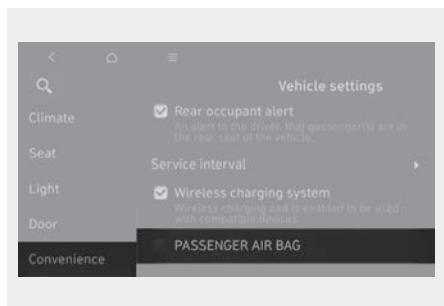 Vehicle settings
Climate
Seat
Light
Door
Convenience
Rear occupant alert
An alert to the driver, that passenger(s) are in
the rear seat of the vehicle.
Service interval
Wireless charging system
Wireless charging pad is enabled to be used
with compatible devices.
PASSENGER AIR BAG